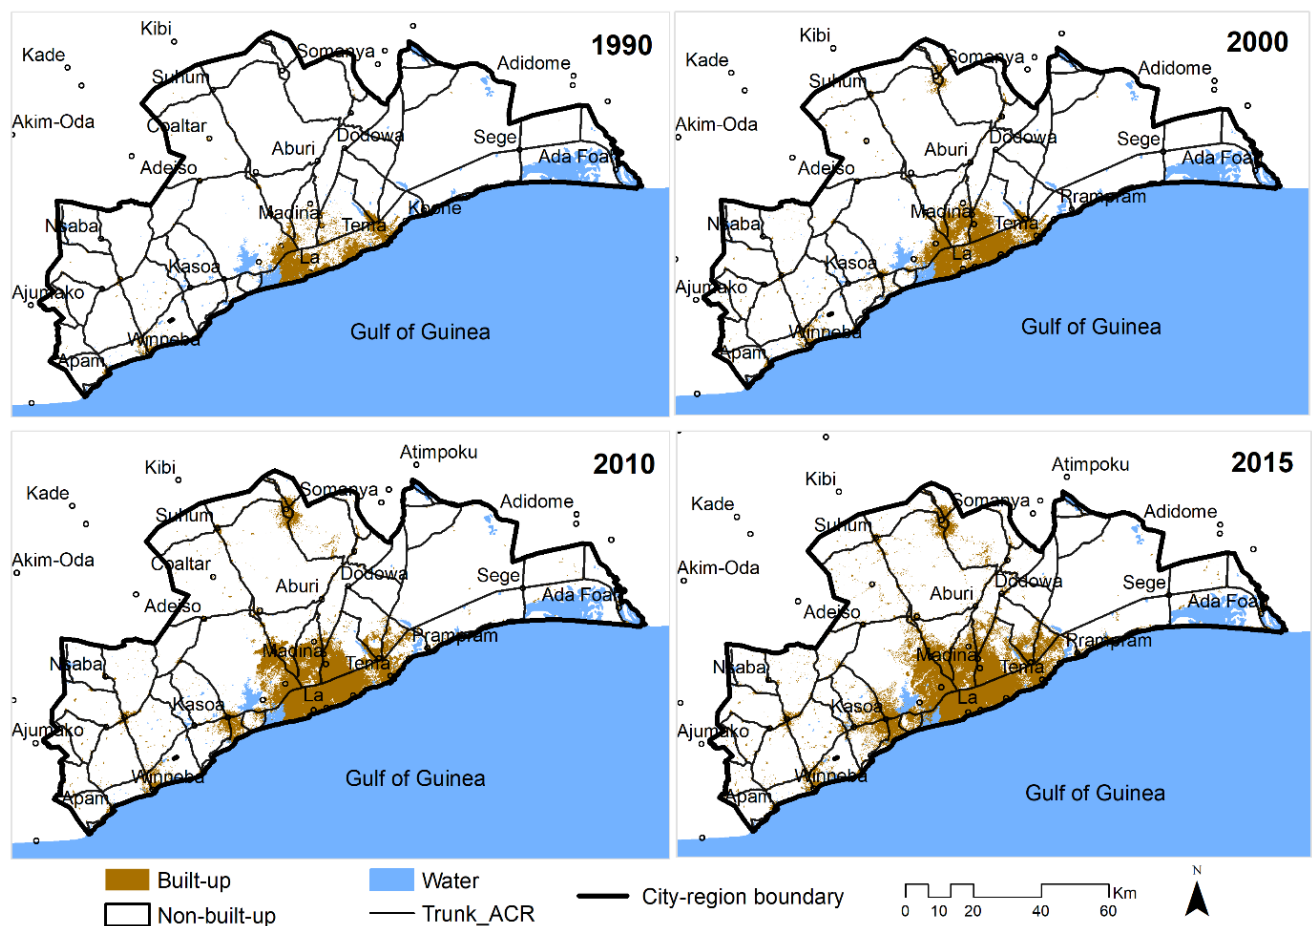 Kibi
1990
Kade
Somanya
Adidome
Suhum
Akim-Oda
Coaltar
Dodowa
Sege
Aburi
Ada Foah
Adeiso
Madina
Kpone
Nsaba
Tema
La
Kasoa
Ajumako
Winneba
Gulf of Guinea
Apam
Kibi
2000
Kade
Somanya
Adidome
Suhum
Akim-Oda
Dodowa
Sege
Aburi
Ada Foah
Adeiso
Prampram
Madina
Nsaba
Tema
La
Kasoa
Ajumako
Winneba
Gulf of Guinea
Apam
Atimpoku
Kibi
2010
Kade
Somanya
Adidome
Suhum
Akim-Oda
Coaltar
Dodowa
Sege
Aburi
Ada Foah
Adeiso
Prampram
Madina
Nsaba
Tema
La
Kasoa
Ajumako
Winneba
Gulf of Guinea
Apam
Atimpoku
2015
Kibi
Kade
Somanya
Adidome
Suhum
Akim-Oda
Dodowa
Sege
Aburi
Ada Foah
Adeiso
Prampram
Madina
Nsaba
Tema
La
Kasoa
Ajumako
Winneba
Gulf of Guinea
Apam
Built-up
Non-built-up
Water
Trunk_ACR
City-region boundary
Km
0 10 20 40 60
N